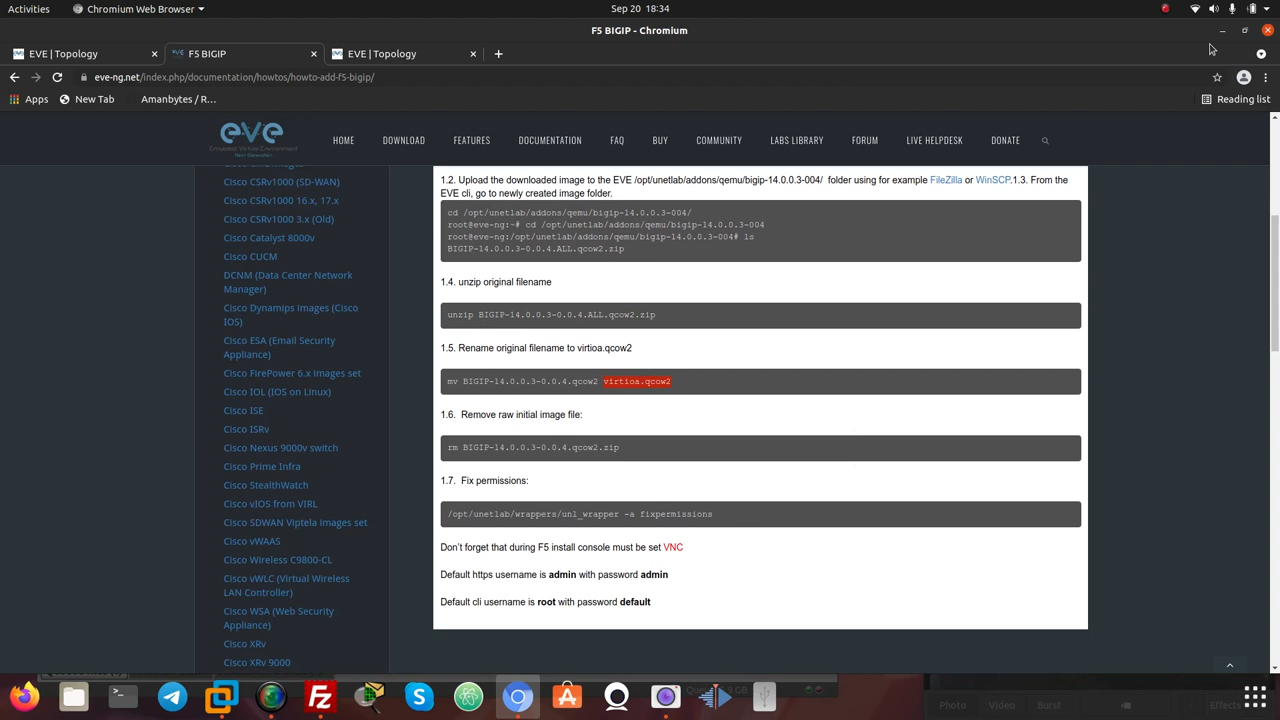 Activities
Chromium Web Browser
Sep 20 18:34
F5 BIGIP - Chromium
EVE | Topology
F5 BIGIP
EVE | Topology
eve-ng.net/index.php/documentation/howtos/howto-add-f5-bigip/
Apps
New Tab
Amanbytes / R...
Reading list
eve
Emulated Virtual Environment
Next Generation
HOME
DOWNLOAD
FEATURES
DOCUMENTATION
FAQ
BUY
COMMUNITY
LABS LIBRARY
FORUM
LIVE HELPDESK
DONATE
Cisco CSRv1000 (SD-WAN)
Cisco CSRv1000 16.x, 17.x
Cisco CSRv1000 3.x (Old)
Cisco Catalyst 8000v
Cisco CUCM
DCNM (Data Center Network
Manager)
Cisco Dynamips images (Cisco
IOS)
Cisco ESA (Email Security
Appliance)
Cisco FirePower 6.x images set
Cisco IOL (IOS on Linux)
Cisco ISE
Cisco ISRv
Cisco Nexus 9000v switch
Cisco Prime Infra
Cisco StealthWatch
Cisco vIOS from VIRL
Cisco SDWAN Viptela images set
Cisco vWAAS
Cisco Wireless C9800-CL
Cisco vWLC (Virtual Wireless
LAN Controller)
Cisco WSA (Web Security
Appliance)
Cisco XRv
Cisco XRv 9000
1.2. Upload the downloaded image to the EVE /opt/unetlab/addons/qemu/bigip-14.0.0.3-004/ folder using for example FileZilla or WinSCP.1.3. From the
EVE cli, go to newly created image folder.
cd /opt/unetlab/addons/qemu/bigip-14.0.0.3-004/
root@eve-ng:~# cd /opt/unetlab/addons/qemu/bigip-14.0.0.3-004
root@eve-ng:/opt/unetlab/addons/qemu/bigip-14.0.0.3-004# ls
BIGIP-14.0.0.3-0.0.4.ALL.qcow2.zip
1.4. unzip original filename
unzip BIGIP-14.0.0.3-0.0.4.ALL.qcow2.zip
1.5. Rename original filename to virtioa.qcow2
mv BIGIP-14.0.0.3-0.0.4.qcow2 virtioa.qcow2
1.6. Remove raw initial image file:
rm BIGIP-14.0.0.3-0.0.4.qcow2.zip
1.7. Fix permissions:
/opt/unetlab/wrappers/unl_wrapper -a fixpermissions
Don't forget that during F5 install console must be set VNC
Default https username is admin with password admin
Default cli username is root with password default
Photo
Video
Burst
Effects